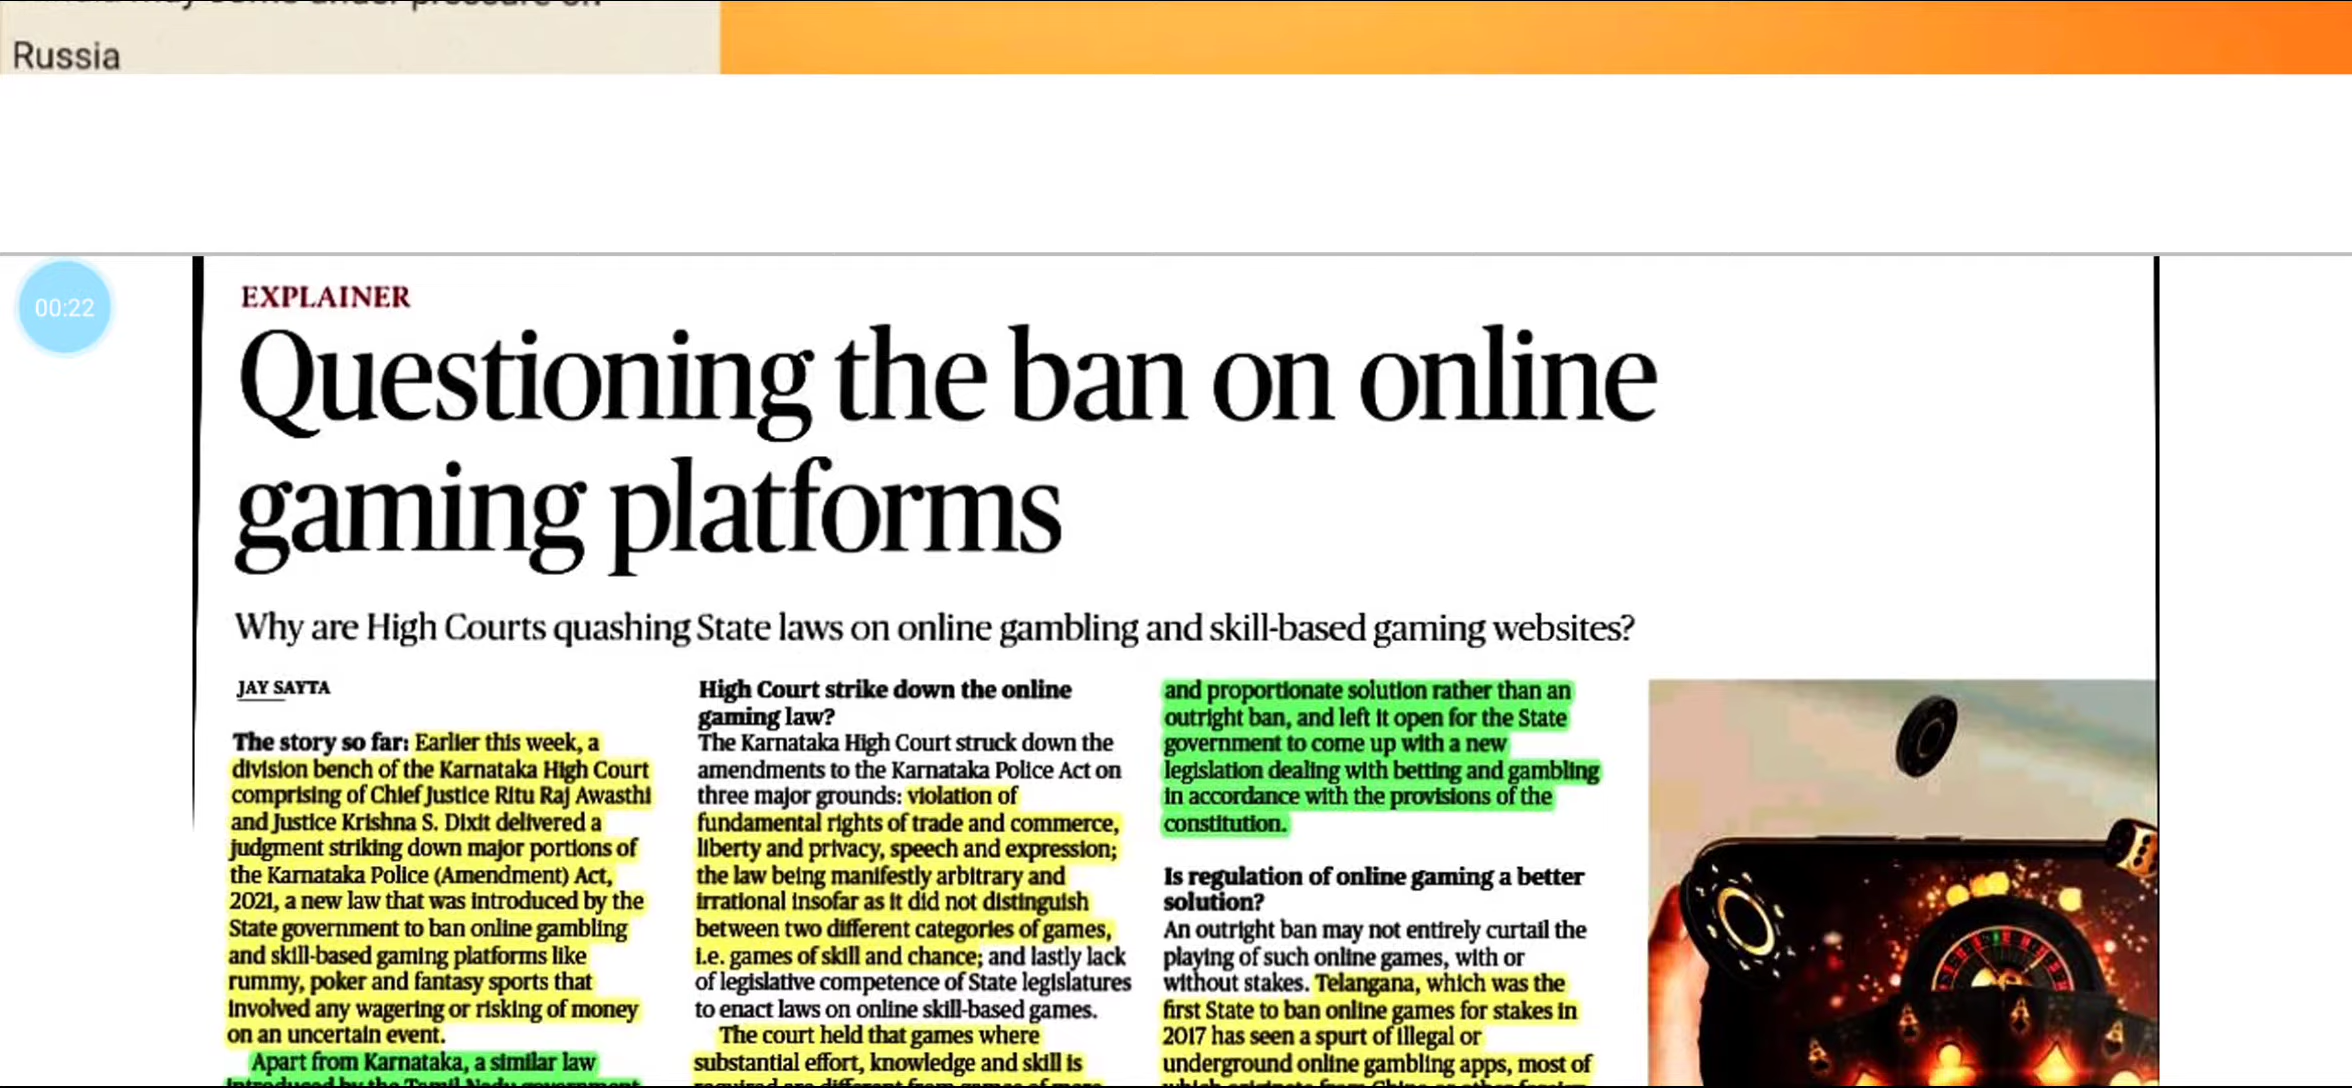 Russia
00:22
EXPLAINER
Questioning the ban on online
gaming platforms
Why are High Courts quashing State laws on online gambling and skill-based gaming websites?
JAY SAYTA
The story so far: Earlier this week, a
division bench of the Karnataka High Court
comprising of Chief Justice Ritu Raj Awasthi
and Justice Krishna S. Dixit delivered a
judgment striking down major portions of
the Karnataka Police (Amendment) Act,
2021, a new law that was introduced by the
State government to ban online gambling
and skill-based gaming platforms like
rummy, poker and fantasy sports that
involved any wagering or risking of money
on an uncertain event.
Apart from Karnataka, a similar law
introduced by the Tamil Nadu government
High Court strike down the online
gaming law?
The Karnataka High Court struck down the
amendments to the Karnataka Police Act on
three major grounds: violation of
fundamental rights of trade and commerce,
liberty and privacy, speech and expression;
the law being manifestly arbitrary and
irrational insofar as it did not distinguish
between two different categories of games,
i.e. games of skill and chance; and lastly lack
of legislative competence of State legislatures
to enact laws on online skill-based games.
The court held that games where
substantial effort, knowledge and skill is
and proportionate solution rather than an
outright ban, and left it open for the State
government to come up with a new
legislation dealing with betting and gambling
in accordance with the provisions of the
constitution.
Is regulation of online gaming a better
solution?
An outright ban may not entirely curtail the
playing of such online games, with or
without stakes. Telangana, which was the
first State to ban online games for stakes in
2017 has seen a spurt of illegal or
underground online gambling apps, most of